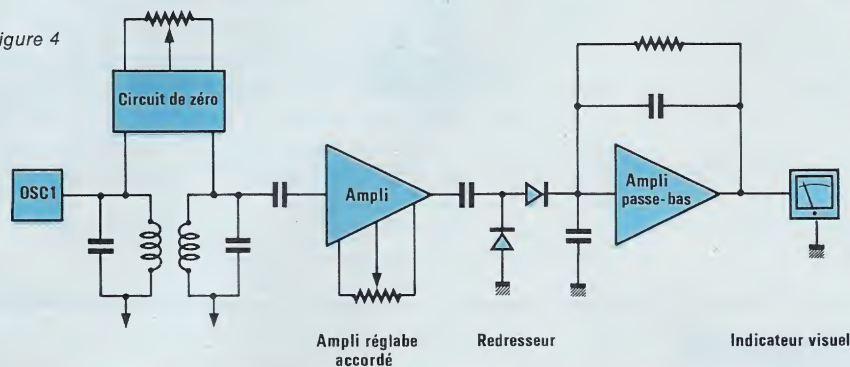 igure 4
Circuit de zéro
OSC1
Ampli
Ampli
passe-bas
Ampli réglabe
accordé
Redresseur
Indicateur visuel